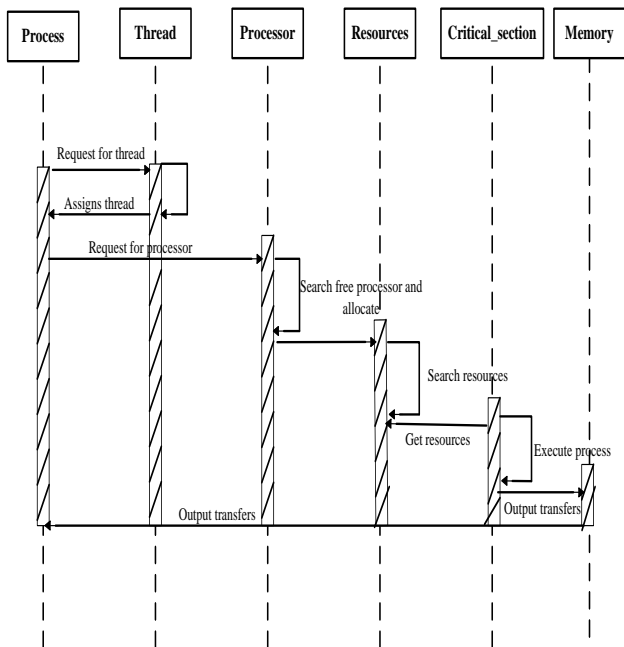 Process
Thread
Processor
Resources
Critical_section
Memory
Request for thread
Assigns thread
Request for processor
Search free processor and
allocate
Search resources
Get resources
Execute process
Output transfers
Output transfers